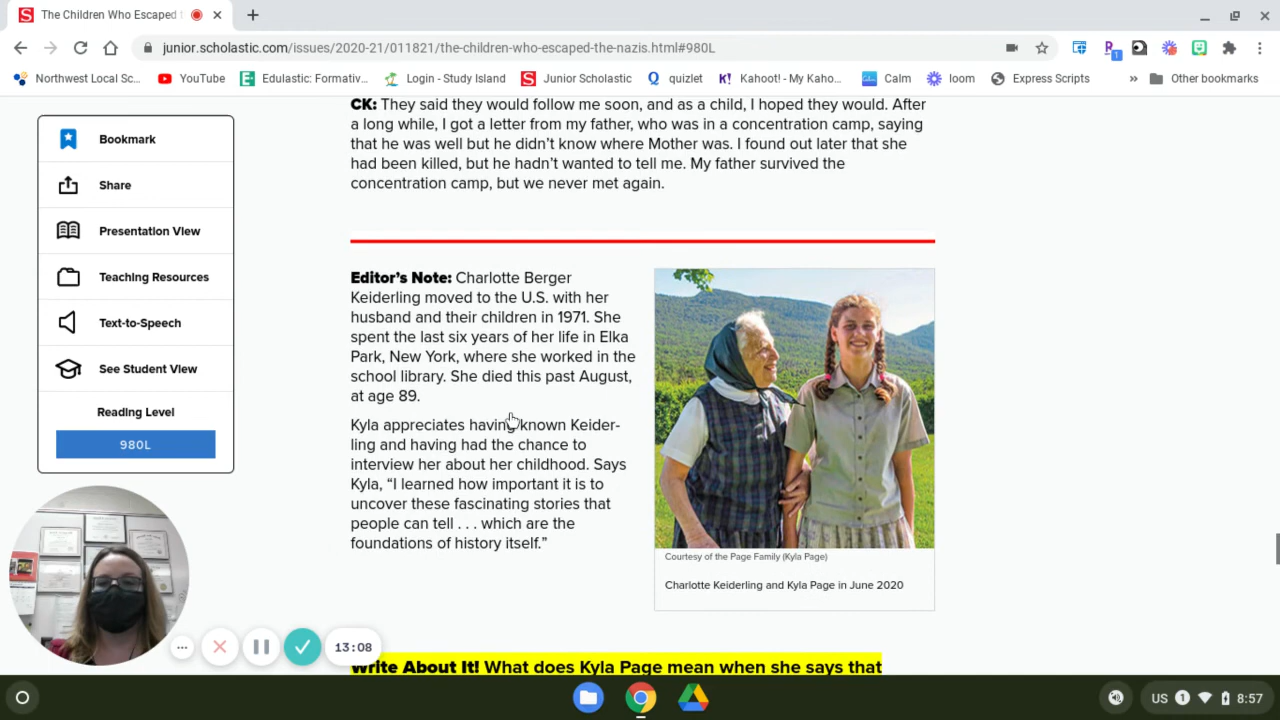 The Children Who Escaped t
junior.scholastic.com/issues/2020-21/011821/the-children-who-escaped-the-nazis.html#980L
Northwest Local Sc...
YouTube
Edulastic: Formativ...
Login - Study Island
Junior Scholastic
quizlet
Kahoot! - My Kaho...
Calm
loom
Express Scripts
»
Other bookmarks
Bookmark
Share
Presentation View
Teaching Resources
Text-to-Speech
See Student View
Reading Level
980L
CK: They said they would follow me soon, and as a child, I hoped they would. After
a long while, I got a letter from my father, who was in a concentration camp, saying
that he was well but he didn’t know where Mother was. I found out later that she
had been killed, but he hadn’t wanted to tell me. My father survived the
concentration camp, but we never met again.
Editor’s Note: Charlotte Berger
Keiderling moved to the U.S. with her
husband and their children in 1971. She
spent the last six years of her life in Elka
Park, New York, where she worked in the
school library. She died this past August,
at age 89.
Kyla appreciates having known Keider-
ling and having had the chance to
interview her about her childhood. Says
Kyla, “I learned how important it is to
uncover these fascinating stories that
people can tell . . . which are the
foundations of history itself.”
Courtesy of the Page Family (Kyla Page)
Charlotte Keiderling and Kyla Page in June 2020
Write About It! What does Kyla Page mean when she says that
13:08
US 1 8:57